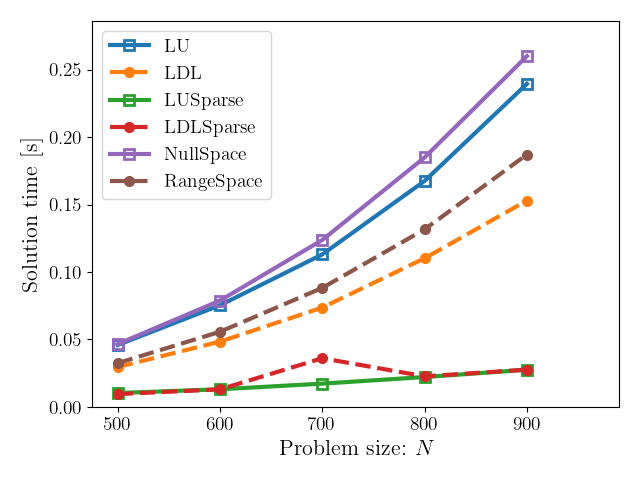 LU
LDL
LUSparse
LDLSparse
NullSpace
RangeSpace
Solution time [s]
0.25
0.20
0.15
0.10
0.05
0.00
500 600 700 800 900
Problem size: N